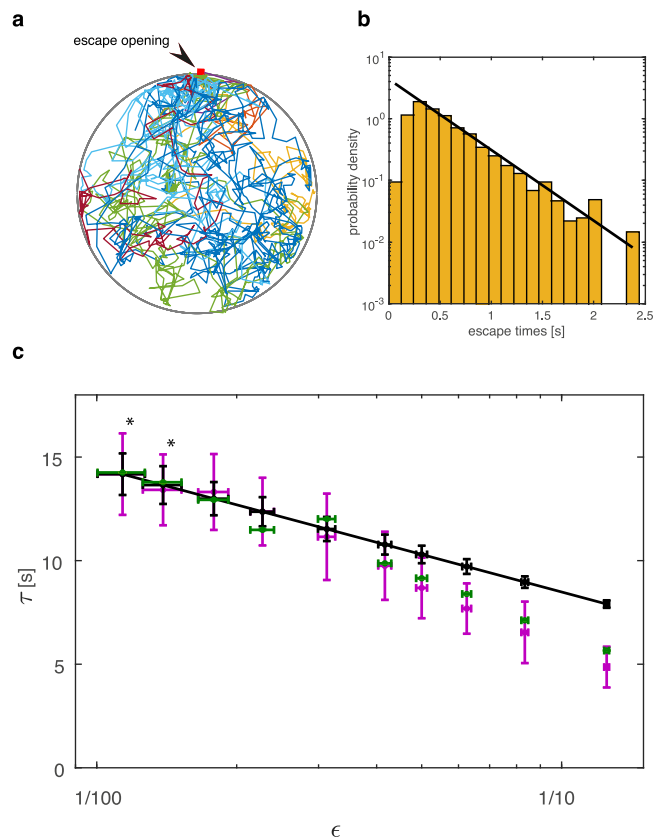 a
escape opening
b
10^1
10^0
10^-1
10^-2
10^-3
probability density
0
0.5
1
1.5
2
2.5
escape times [s]
c
*
*
15
10
5
0
τ [s]
1/100
1/10
ϵ